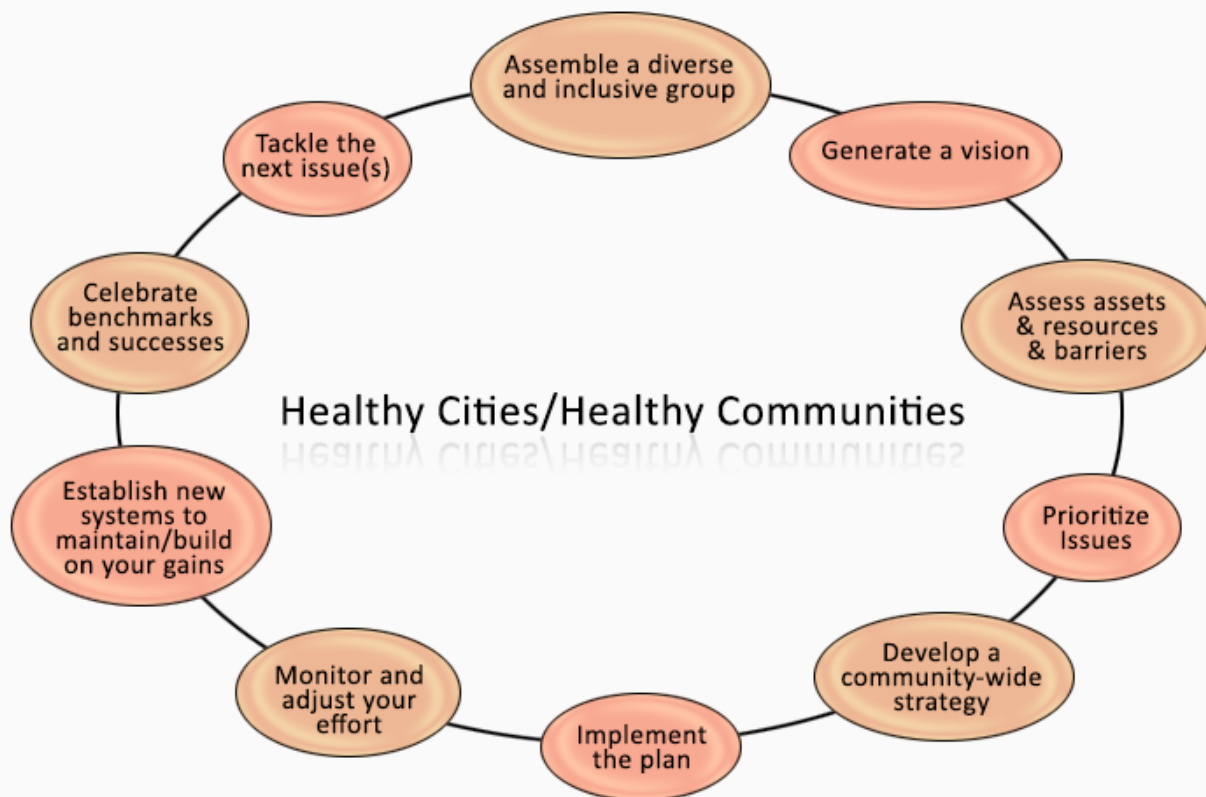 Assemble a diverse
and inclusive group
Generate a vision
Assess assets
& resources
& barriers
Prioritize
Issues
Develop a
community-wide
strategy
Implement
the plan
Monitor and
adjust your
effort
Establish new
systems to
maintain/build
on your gains
Celebrate
benchmarks
and successes
Tackle the
next issue(s)
Healthy Cities/Healthy Communities